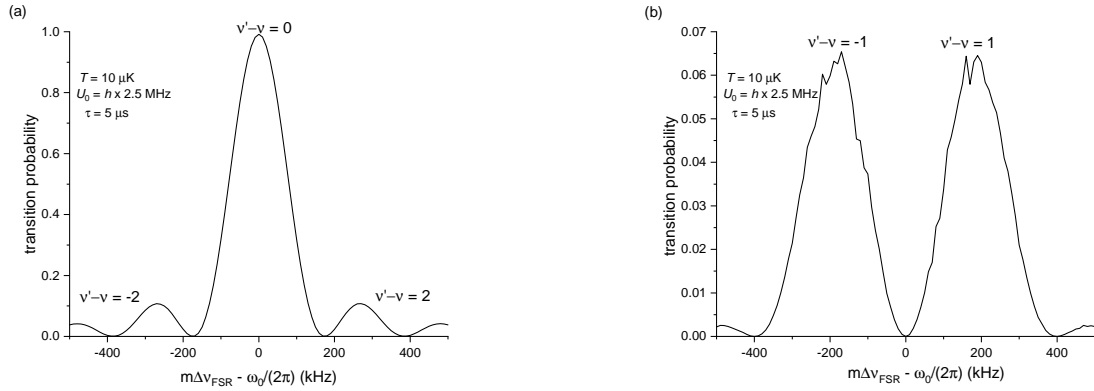 (a)
ν'−ν = 0
1.0
0.8
0.6
0.4
0.2
0.0
transition probability
T = 10 μK
U0 = h x 2.5 MHz
τ = 5 μs
ν'−ν = -2
ν'−ν = 2
-400 -200 0 200 400
mΔνFSR - ω0/(2π) (kHz)
(b)
ν'−ν = -1
ν'−ν = 1
0.07
0.06
0.05
0.04
0.03
0.02
0.01
0.00
transition probability
T = 10 μK
U0 = h x 2.5 MHz
τ = 5 μs
-400 -200 0 200 400
mΔνFSR - ω0/(2π) (kHz)